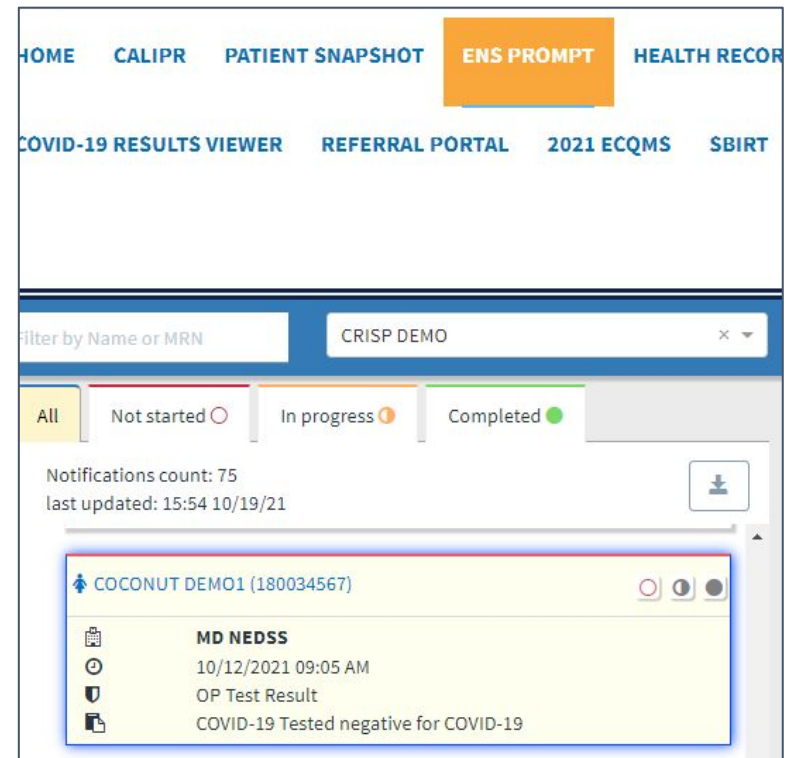 HOME CALIPR PATIENT SNAPSHOT ENS PROMPT HEALTH RECOR
COVID-19 RESULTS VIEWER REFERRAL PORTAL 2021 ECQMS SBIRT
Filter by Name or MRN CRISP DEMO
All Not started In progress Completed
Notifications count: 75
last updated: 15:54 10/19/21
COCONUT DEMO1 (180034567)
MD NEDSS
10/12/2021 09:05 AM
OP Test Result
COVID-19 Tested negative for COVID-19